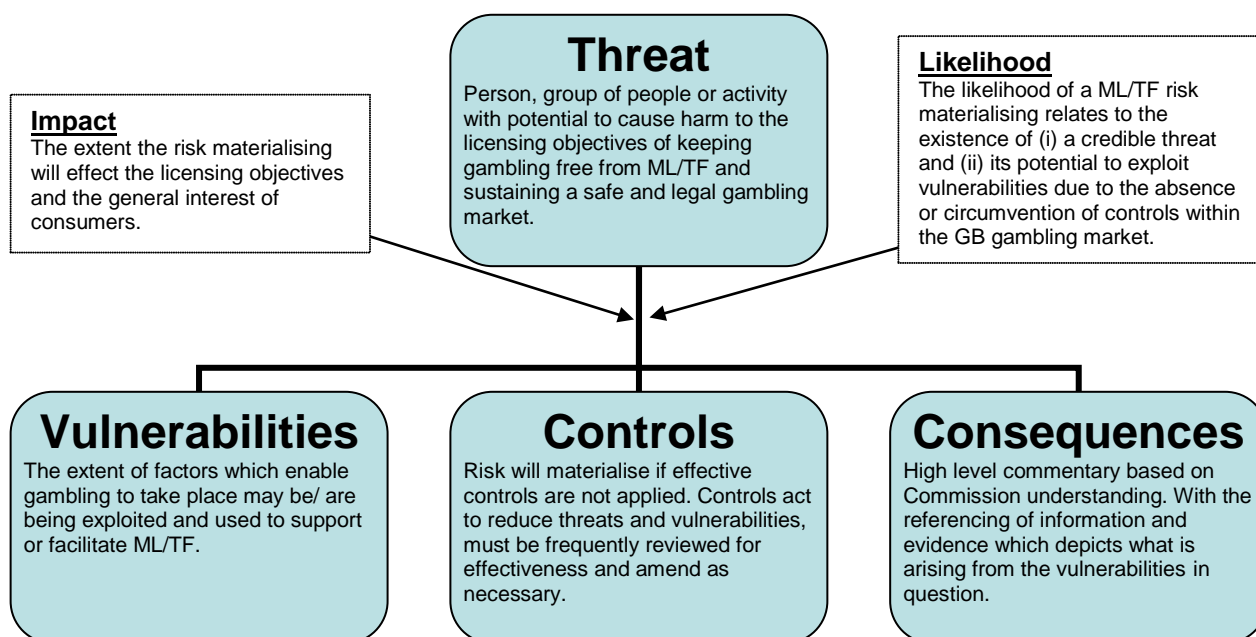 Threat
Person, group of people or activity
with potential to cause harm to the
licensing objectives of keeping
gambling free from ML/TF and
sustaining a safe and legal gambling
market.
Impact
The extent the risk materialising
will effect the licensing objectives
and the general interest of
consumers.
Likelihood
The likelihood of a ML/TF risk
materialising relates to the
existence of (i) a credible threat
and (ii) its potential to exploit
vulnerabilities due to the absence
or circumvention of controls within
the GB gambling market.
Vulnerabilities
The extent of factors which enable
gambling to take place may be/ are
being exploited and used to support
or facilitate ML/TF.
Controls
Risk will materialise if effective
controls are not applied. Controls act
to reduce threats and vulnerabilities,
must be frequently reviewed for
effectiveness and amend as
necessary.
Consequences
High level commentary based on
Commission understanding. With the
referencing of information and
evidence which depicts what is
arising from the vulnerabilities in
question.